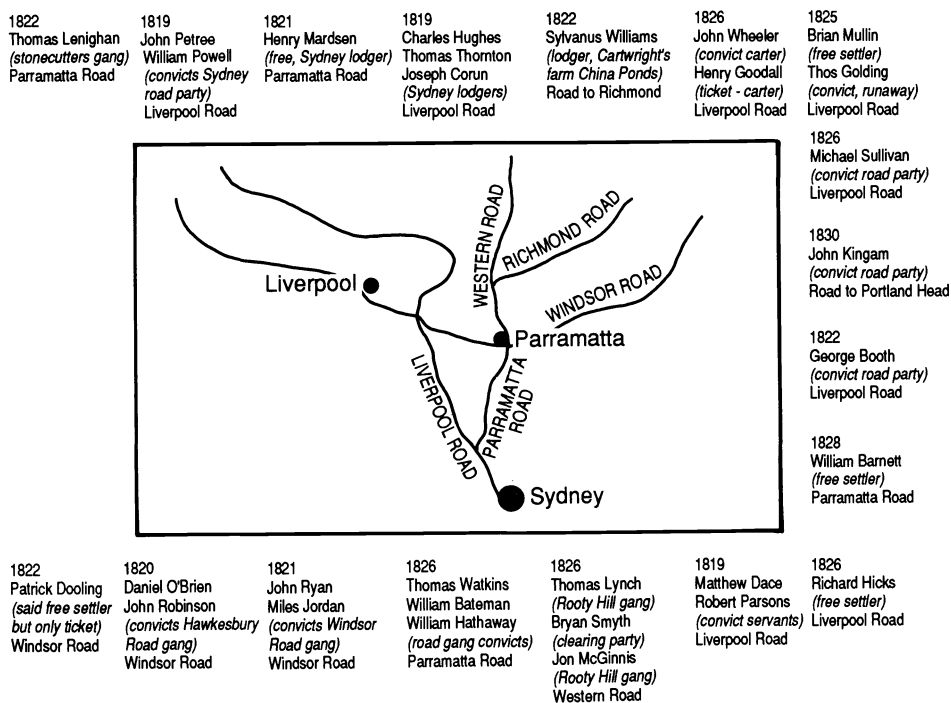 1822
Thomas Lenighan
(stonecutters gang)
Parramatta Road
1819
John Petree
William Powell
(convicts Sydney
road party)
Liverpool Road
1821
Henry Mardsen
(free, Sydney lodger)
Parramatta Road
1819
Charles Hughes
Thomas Thornton
Joseph Corun
(Sydney lodgers)
Liverpool Road
1822
Sylvanus Williams
(lodger, Cartwright's
farm China Ponds)
Road to Richmond
1826
John Wheeler
(convict carter)
Henry Goodall
(ticket - carter)
Liverpool Road
1825
Brian Mullin
(free settler)
Thos Golding
(convict, runaway)
Liverpool Road
1826
Michael Sullivan
(convict road party)
Liverpool Road
1830
John Kingam
(convict road party)
Road to Portland Head
1822
George Booth
(convict road party)
Liverpool Road
1828
William Barnett
(free settler)
Parramatta Road
WESTERN ROAD
RICHMOND ROAD
WINDSOR ROAD
Liverpool
Parramatta
LIVERPOOL ROAD
PARRAMATTA
ROAD
Sydney
1822
Patrick Dooling
(said free settler
but only ticket)
Windsor Road
1820
Daniel O'Brien
John Robinson
(convicts Hawkesbury
Road gang)
Windsor Road
1821
John Ryan
Miles Jordan
(convicts Windsor
Road gang)
Windsor Road
1826
Thomas Watkins
William Bateman
William Hathaway
(road gang convicts)
Parramatta Road
1826
Thomas Lynch
(Rooty Hill gang)
Bryan Smyth
(clearing party)
Jon McGinnis
(Rooty Hill gang)
Western Road
1819
Matthew Dace
Robert Parsons
(convict servants)
Liverpool Road
1826
Richard Hicks
(free settler)
Liverpool Road